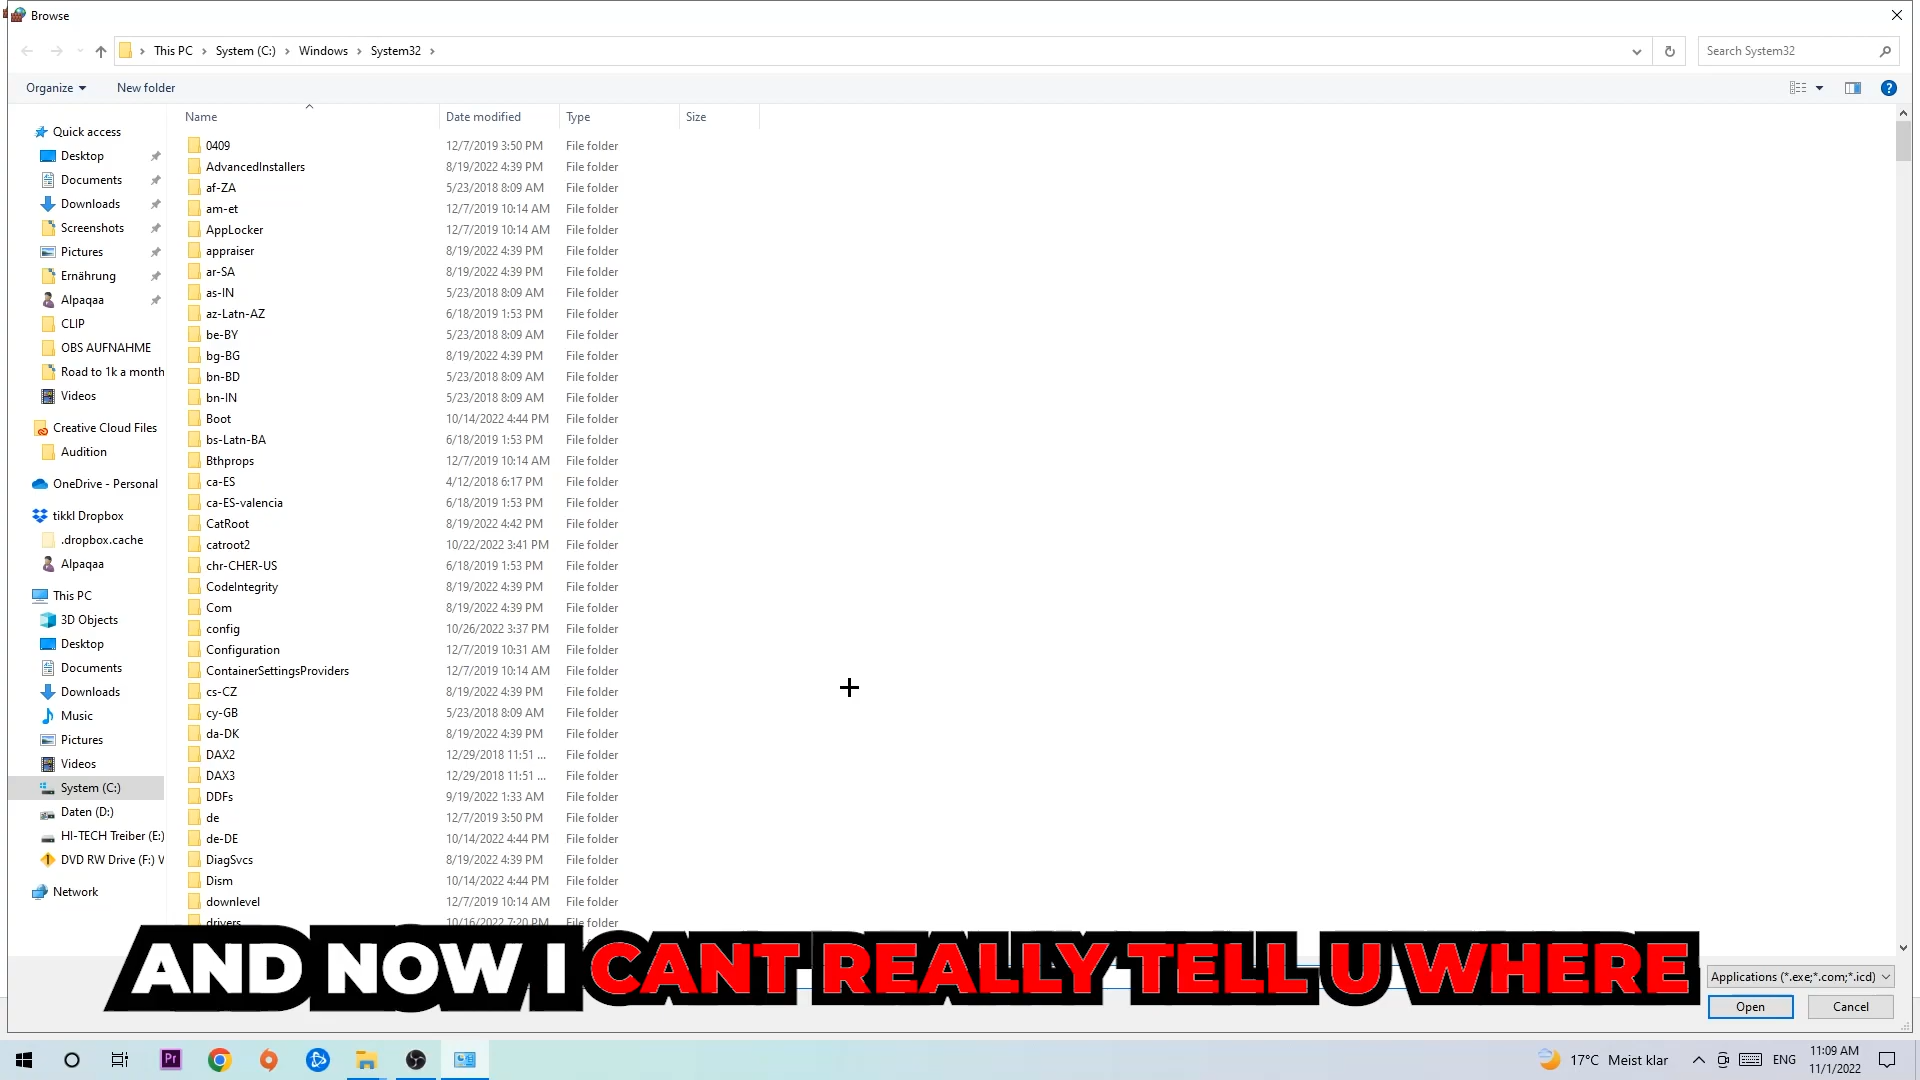 Browse
This PC > System (C:) > Windows > System32 >
Search System32
Organize
New folder
Name Date modified Type Size
Quick access
Desktop
Documents
Downloads
Screenshots
Pictures
Ernährung
Alpaqaa
CLIP
OBS AUFNAHME
Road to 1k a month
Videos
Creative Cloud Files
Audition
OneDrive - Personal
tikkl Dropbox
.dropbox.cache
Alpaqaa
This PC
3D Objects
Desktop
Documents
Downloads
Music
Pictures
Videos
System (C:)
Daten (D:)
HI-TECH Treiber (E:)
DVD RW Drive (F:) V
Network
0409 12/7/2019 3:50 PM File folder
AdvancedInstallers 8/19/2022 4:39 PM File folder
af-ZA 5/23/2018 8:09 AM File folder
am-et 12/7/2019 10:14 AM File folder
AppLocker 12/7/2019 10:14 AM File folder
appraiser 8/19/2022 4:39 PM File folder
ar-SA 8/19/2022 4:39 PM File folder
as-IN 5/23/2018 8:09 AM File folder
az-Latn-AZ 6/18/2019 1:53 PM File folder
be-BY 5/23/2018 8:09 AM File folder
bg-BG 8/19/2022 4:39 PM File folder
bn-BD 5/23/2018 8:09 AM File folder
bn-IN 5/23/2018 8:09 AM File folder
Boot 10/14/2022 4:44 PM File folder
bs-Latn-BA 6/18/2019 1:53 PM File folder
Bthprops 12/7/2019 10:14 AM File folder
ca-ES 4/12/2018 6:17 PM File folder
ca-ES-valencia 6/18/2019 1:53 PM File folder
CatRoot 8/19/2022 4:42 PM File folder
catroot2 10/22/2022 3:41 PM File folder
chr-CHER-US 6/18/2019 1:53 PM File folder
CodeIntegrity 8/19/2022 4:39 PM File folder
Com 8/19/2022 4:39 PM File folder
config 10/26/2022 3:37 PM File folder
Configuration 12/7/2019 10:31 AM File folder
ContainerSettingsProviders 12/7/2019 10:14 AM File folder
cs-CZ 8/19/2022 4:39 PM File folder
cy-GB 5/23/2018 8:09 AM File folder
da-DK 8/19/2022 4:39 PM File folder
DAX2 12/29/2018 11:51 ... File folder
DAX3 12/29/2018 11:51 ... File folder
DDFs 9/19/2022 1:33 AM File folder
de 12/7/2019 3:50 PM File folder
de-DE 10/14/2022 4:44 PM File folder
DiagSvcs 8/19/2022 4:39 PM File folder
Dism 10/14/2022 4:44 PM File folder
downlevel 12/7/2019 10:14 AM File folder
drivers 10/16/2022 7:20 PM File folder
AND NOW I CANT REALLY TELL U WHERE
Applications (*.exe;*.com;*.icd)
Open Cancel
Pr
17°C Meist klar
ENG
11:09 AM
11/1/2022